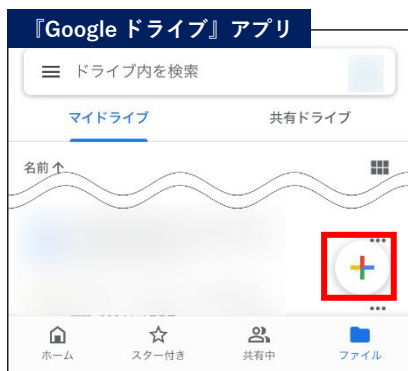 『Google ドライブ』アプリ
ドライブ内を検索
マイドライブ
共有ドライブ
名前↑
ホーム
スター付き
共有中
ファイル